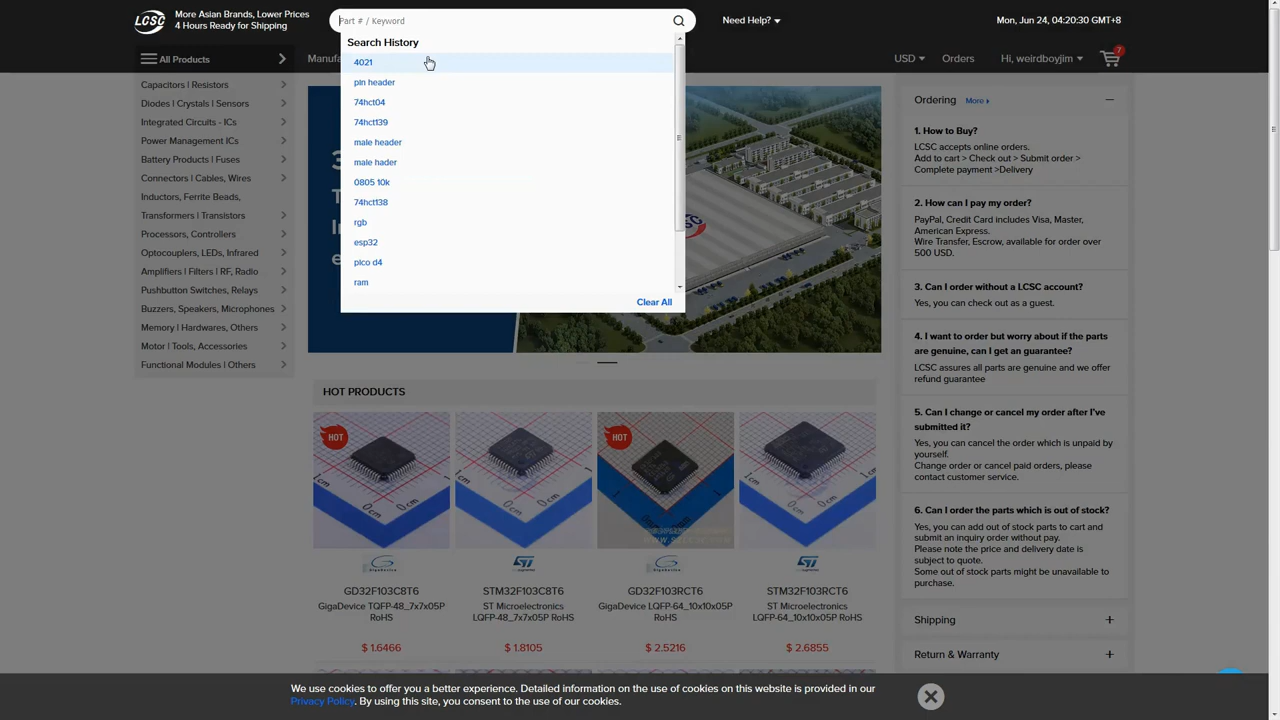 LCSC
More Asian Brands, Lower Prices
4 Hours Ready for Shipping
Part # / Keyword
Need Help?
Mon, Jun 24, 04:20:30 GMT+8
All Products
Manufa
USD
Orders
Hi, weirdboyjim
7
Search History
4021
pin header
74hct04
74hct139
male header
male hader
0805 10k
74hct138
rgb
esp32
pico d4
ram
Clear All
Capacitors | Resistors
Diodes | Crystals | Sensors
Integrated Circuits - ICs
Power Management ICs
Battery Products | Fuses
Connectors | Cables, Wires
Inductors, Ferrite Beads,
Transformers | Transistors
Processors, Controllers
Optocouplers, LEDs, Infrared
Amplifiers | Filters | RF, Radio
Pushbutton Switches, Relays
Buzzers, Speakers, Microphones
Memory | Hardwares, Others
Motor | Tools, Accessories
Functional Modules | Others
HOT PRODUCTS
HOT
HOT
GD32F103C8T6
GigaDevice TQFP-48_7x7x05P
RoHS
$ 1.6466
STM32F103C8T6
ST Microelectronics
LQFP-48_7x7x05P RoHS
$ 1.8105
GD32F103RCT6
GigaDevice LQFP-64_10x10x05P
RoHS
$ 2.5216
STM32F103RCT6
ST Microelectronics
LQFP-64_10x10x05P RoHS
$ 2.6855
Ordering More
1. How to Buy?
LCSC accepts online orders.
Add to cart > Check out > Submit order >
Complete payment >Delivery
2. How can I pay my order?
PayPal, Credit Card includes Visa, Master,
American Express.
Wire Transfer, Escrow, available for order over
500 USD.
3. Can I order without a LCSC account?
Yes, you can check out as a guest.
4. I want to order but worry about if the parts
are genuine, can I get an guarantee?
LCSC assures all parts are genuine and we offer
refund guarantee
5. Can I change or cancel my order after I've
submitted it?
Yes, you can cancel the order which is unpaid by
yourself.
Change order or cancel paid orders, please
contact customer service.
6. Can I order the parts which is out of stock?
Yes, you can add out of stock parts to cart and
submit an inquiry order without pay.
Please note the price and delivery date is
subject to quote.
Some out of stock parts might be unavailable to
purchase.
Shipping
Return & Warranty
We use cookies to offer you a better experience. Detailed information on the use of cookies on this website is provided in our
Privacy Policy. By using this site, you consent to the use of our cookies.